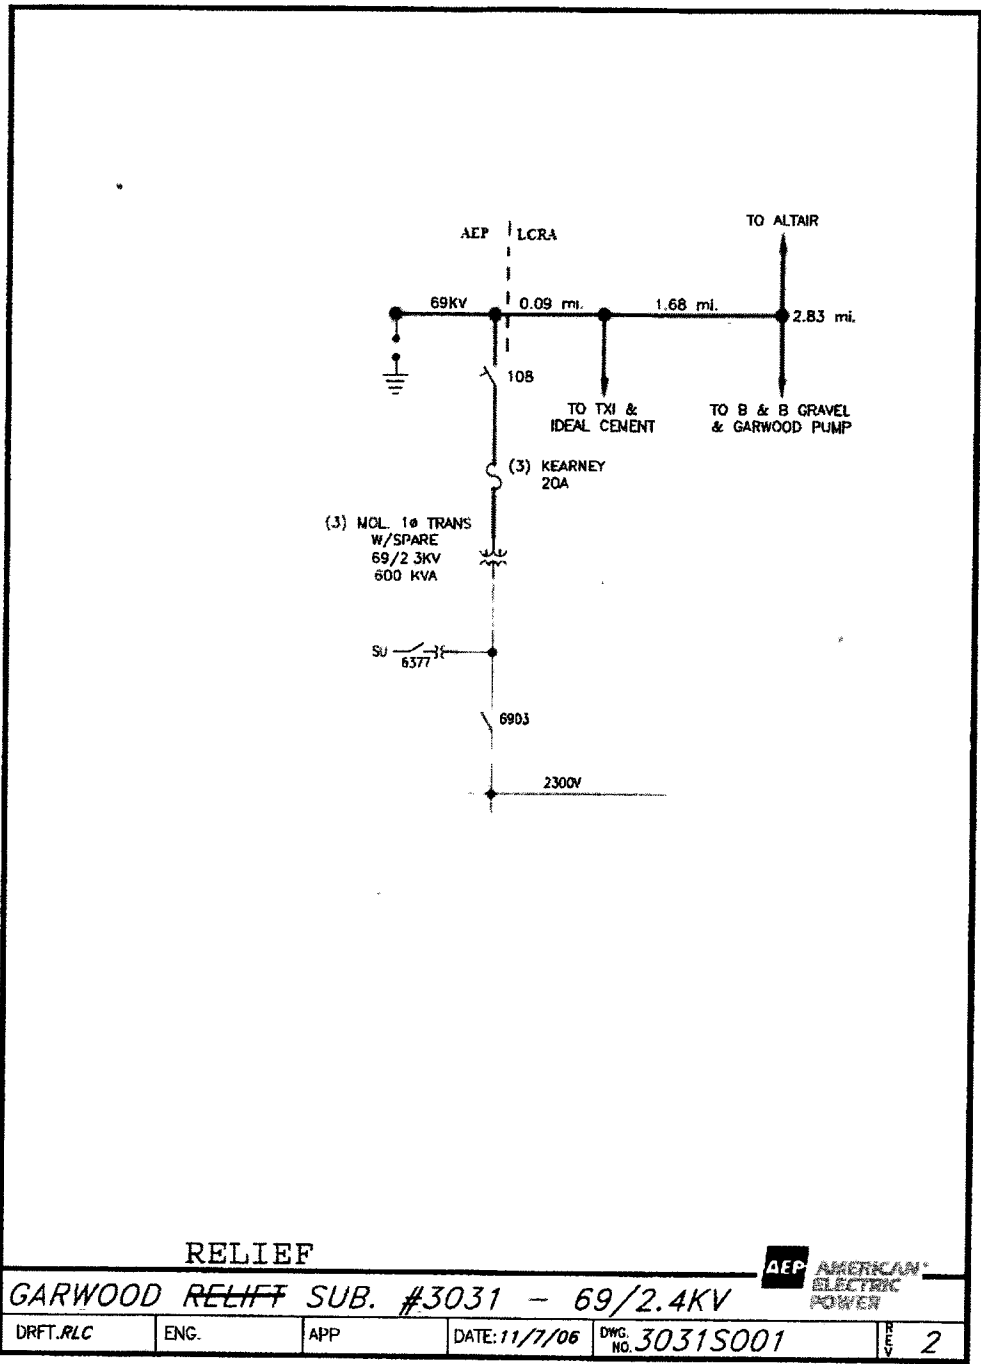 TO ALTAIR
AEP | LCRA
69KV 0.09 mi. 1.68 mi. 2.83 mi.
108
TO TXI &
IDEAL CEMENT
TO B & B GRAVEL
& GARWOOD PUMP
(3) KEARNEY
20A
(3) MOL. 1ø TRANS
W/SPARE
69/2 3KV
600 KVA
SU 6377
6903
2300V
RELIEF
GARWOOD RELIFT SUB. #3031 - 69/2.4KV
AEP AMERICAN
ELECTRIC
POWER
DRFT.RLC ENG. APP DATE: 11/7/06 DWG. NO. 3031S001 REV 2